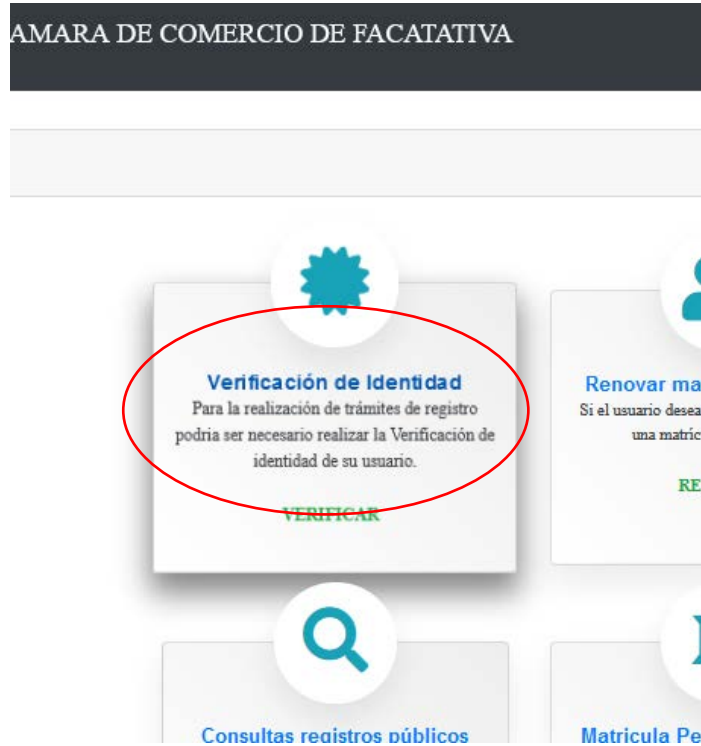 AMARA DE COMERCIO DE FACATATIVA
Verificación de Identidad
Para la realización de trámites de registro
podria ser necesario realizar la Verificación de
identidad de su usuario.
VERIFICAR
Renovar ma
Si el usuario desea
una matríc
RE
Consultas registros públicos
Matricula Pe